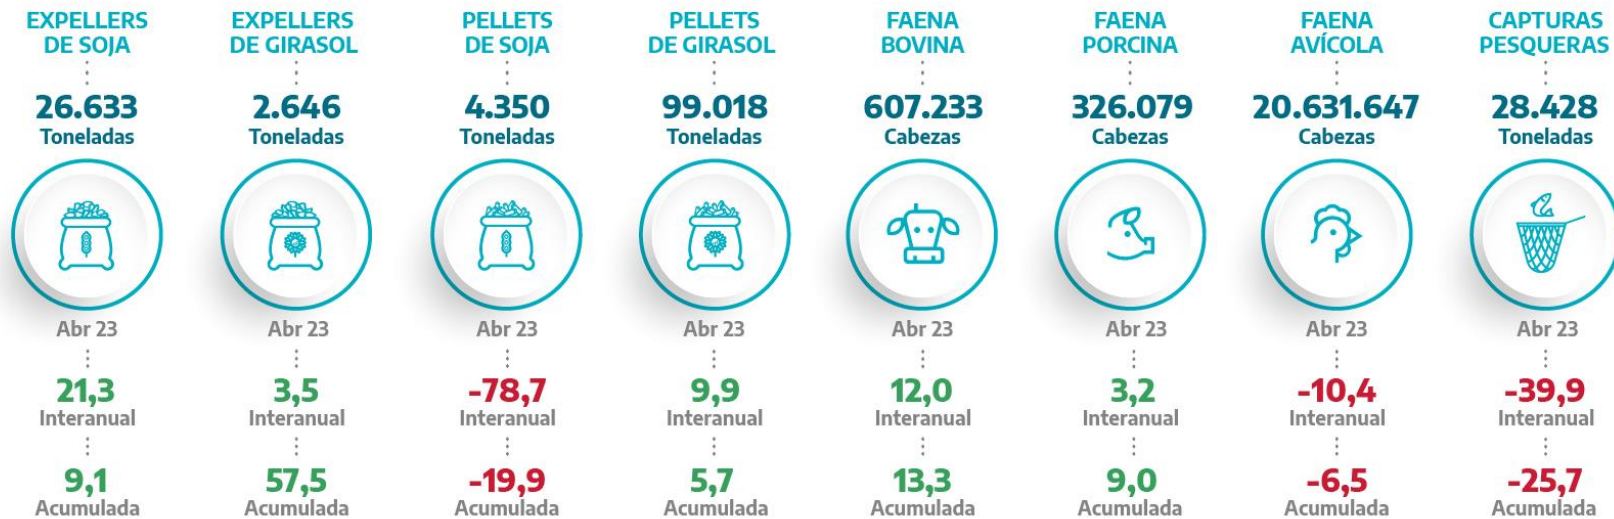 EXPELLERS
DE SOJA
26.633
Toneladas
Abr 23
21,3
Interanual
9,1
Acumulada
EXPELLERS
DE GIRASOL
2.646
Toneladas
Abr 23
3,5
Interanual
57,5
Acumulada
PELLETS
DE SOJA
4.350
Toneladas
Abr 23
-78,7
Interanual
-19,9
Acumulada
PELLETS
DE GIRASOL
99.018
Toneladas
Abr 23
9,9
Interanual
5,7
Acumulada
FAENA
BOVINA
607.233
Cabezas
Abr 23
12,0
Interanual
13,3
Acumulada
FAENA
PORCINA
326.079
Cabezas
Abr 23
3,2
Interanual
9,0
Acumulada
FAENA
AVÍCOLA
20.631.647
Cabezas
Abr 23
-10,4
Interanual
-6,5
Acumulada
CAPTURAS
PESQUERAS
28.428
Toneladas
Abr 23
-39,9
Interanual
-25,7
Acumulada